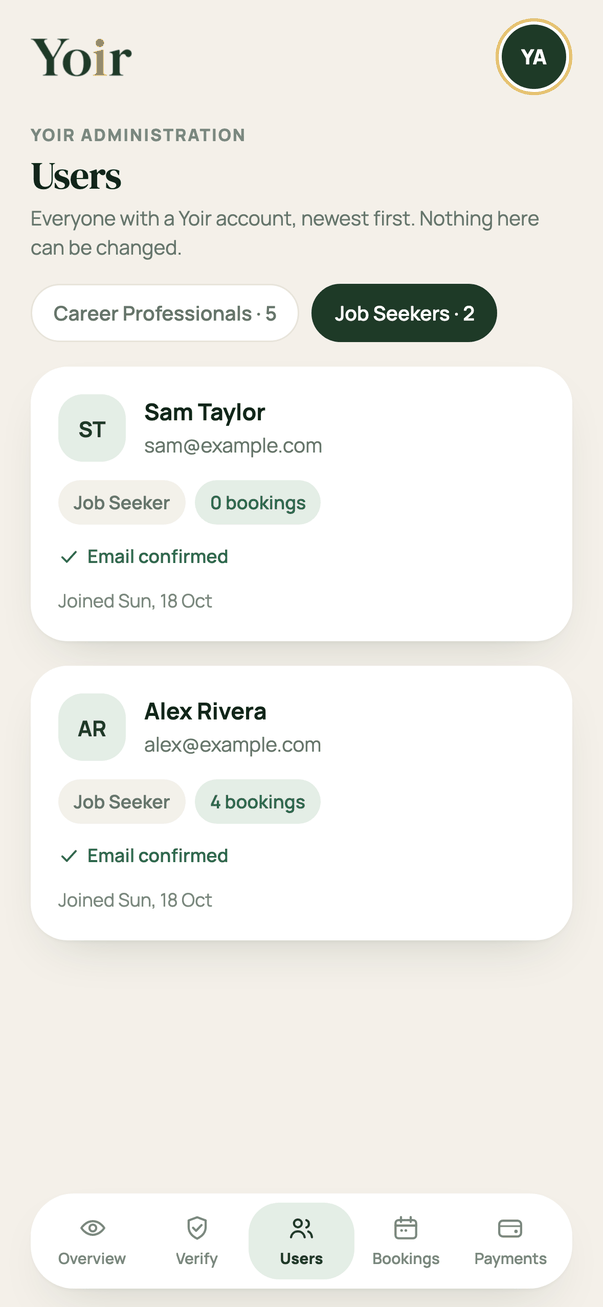 Yoir
YA
YOIR ADMINISTRATION
Users
Everyone with a Yoir account, newest first. Nothing here
can be changed.
Career Professionals · 5
Job Seekers · 2
ST
Sam Taylor
sam@example.com
Job Seeker
0 bookings
Email confirmed
Joined Sun, 18 Oct
AR
Alex Rivera
alex@example.com
Job Seeker
4 bookings
Email confirmed
Joined Sun, 18 Oct
Overview
Verify
Users
Bookings
Payments